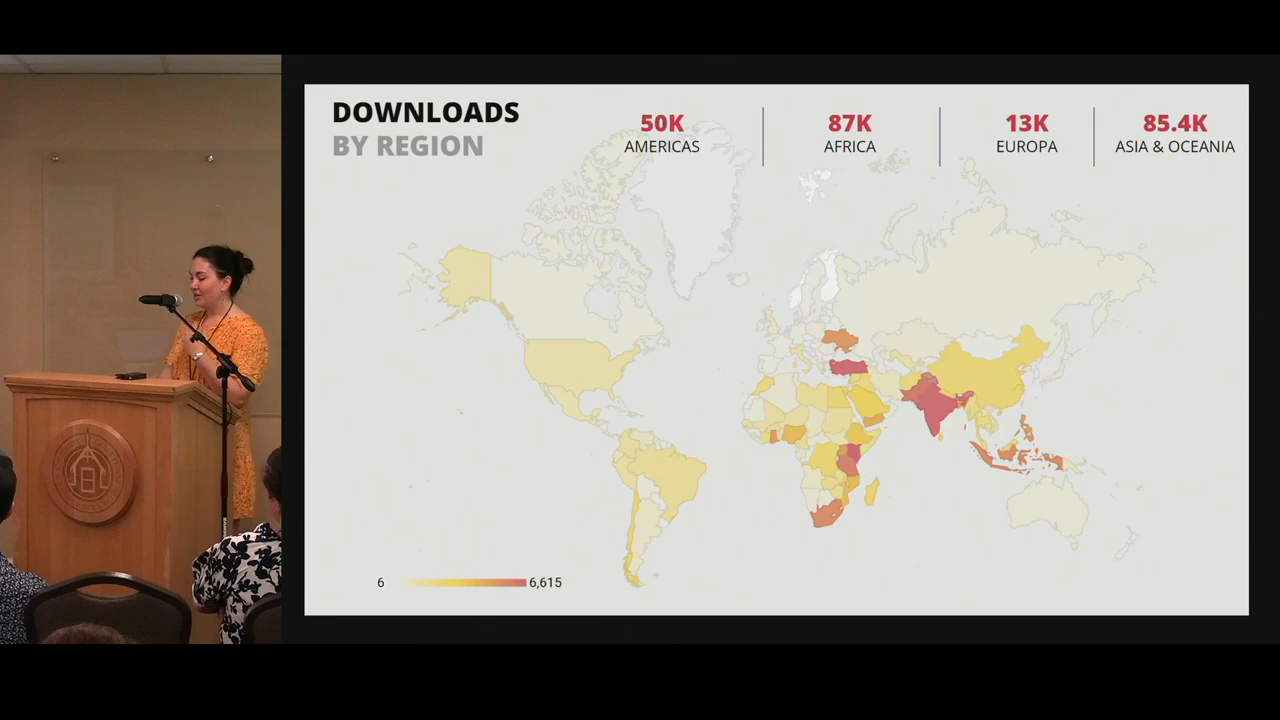 DOWNLOADS
BY REGION
50K
AMERICAS
87K
AFRICA
13K
EUROPA
85.4K
ASIA & OCEANIA
6
6,615